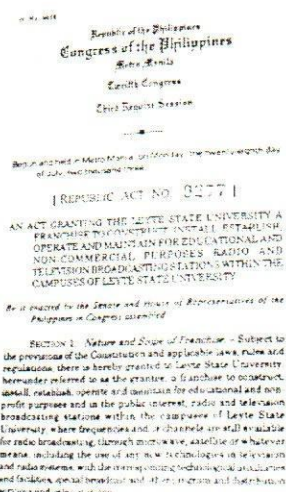 Republic of the Philippines
Congress of the Philippines
Metro Manila
Twelfth Congress
Third Regular Session
Begun and held in Metro Manila, on Monday, the twenty-eighth day
of July, two thousand three.
[ REPUBLIC ACT NO. 9277 ]
AN ACT GRANTING THE LEYTE STATE UNIVERSITY A
FRANCHISE TO CONSTRUCT, INSTALL, ESTABLISH,
OPERATE AND MAINTAIN FOR EDUCATIONAL AND
NON-COMMERCIAL PURPOSES RADIO AND
TELEVISION BROADCASTING STATIONS WITHIN THE
CAMPUSES OF LEYTE STATE UNIVERSITY
Be it enacted by the Senate and House of Representatives of the
Philippines in Congress assembled:
SECTION 1. Nature and Scope of Franchise. – Subject to
the provisions of the Constitution and applicable laws, rules and
regulations, there is hereby granted to Leyte State University
hereunder referred to as the grantee, a franchise to construct,
install, establish, operate and maintain for educational and non-
profit purposes and in the public interest, radio and television
broadcasting stations within the campuses of Leyte State
University, where frequencies and/or channels are still available
for radio broadcasting, through microwave, satellite or whatever
means, including the use of any new technologies in television
and radio systems, with the corresponding technological auxiliaries
and facilities, special broadcast and other program and distribution